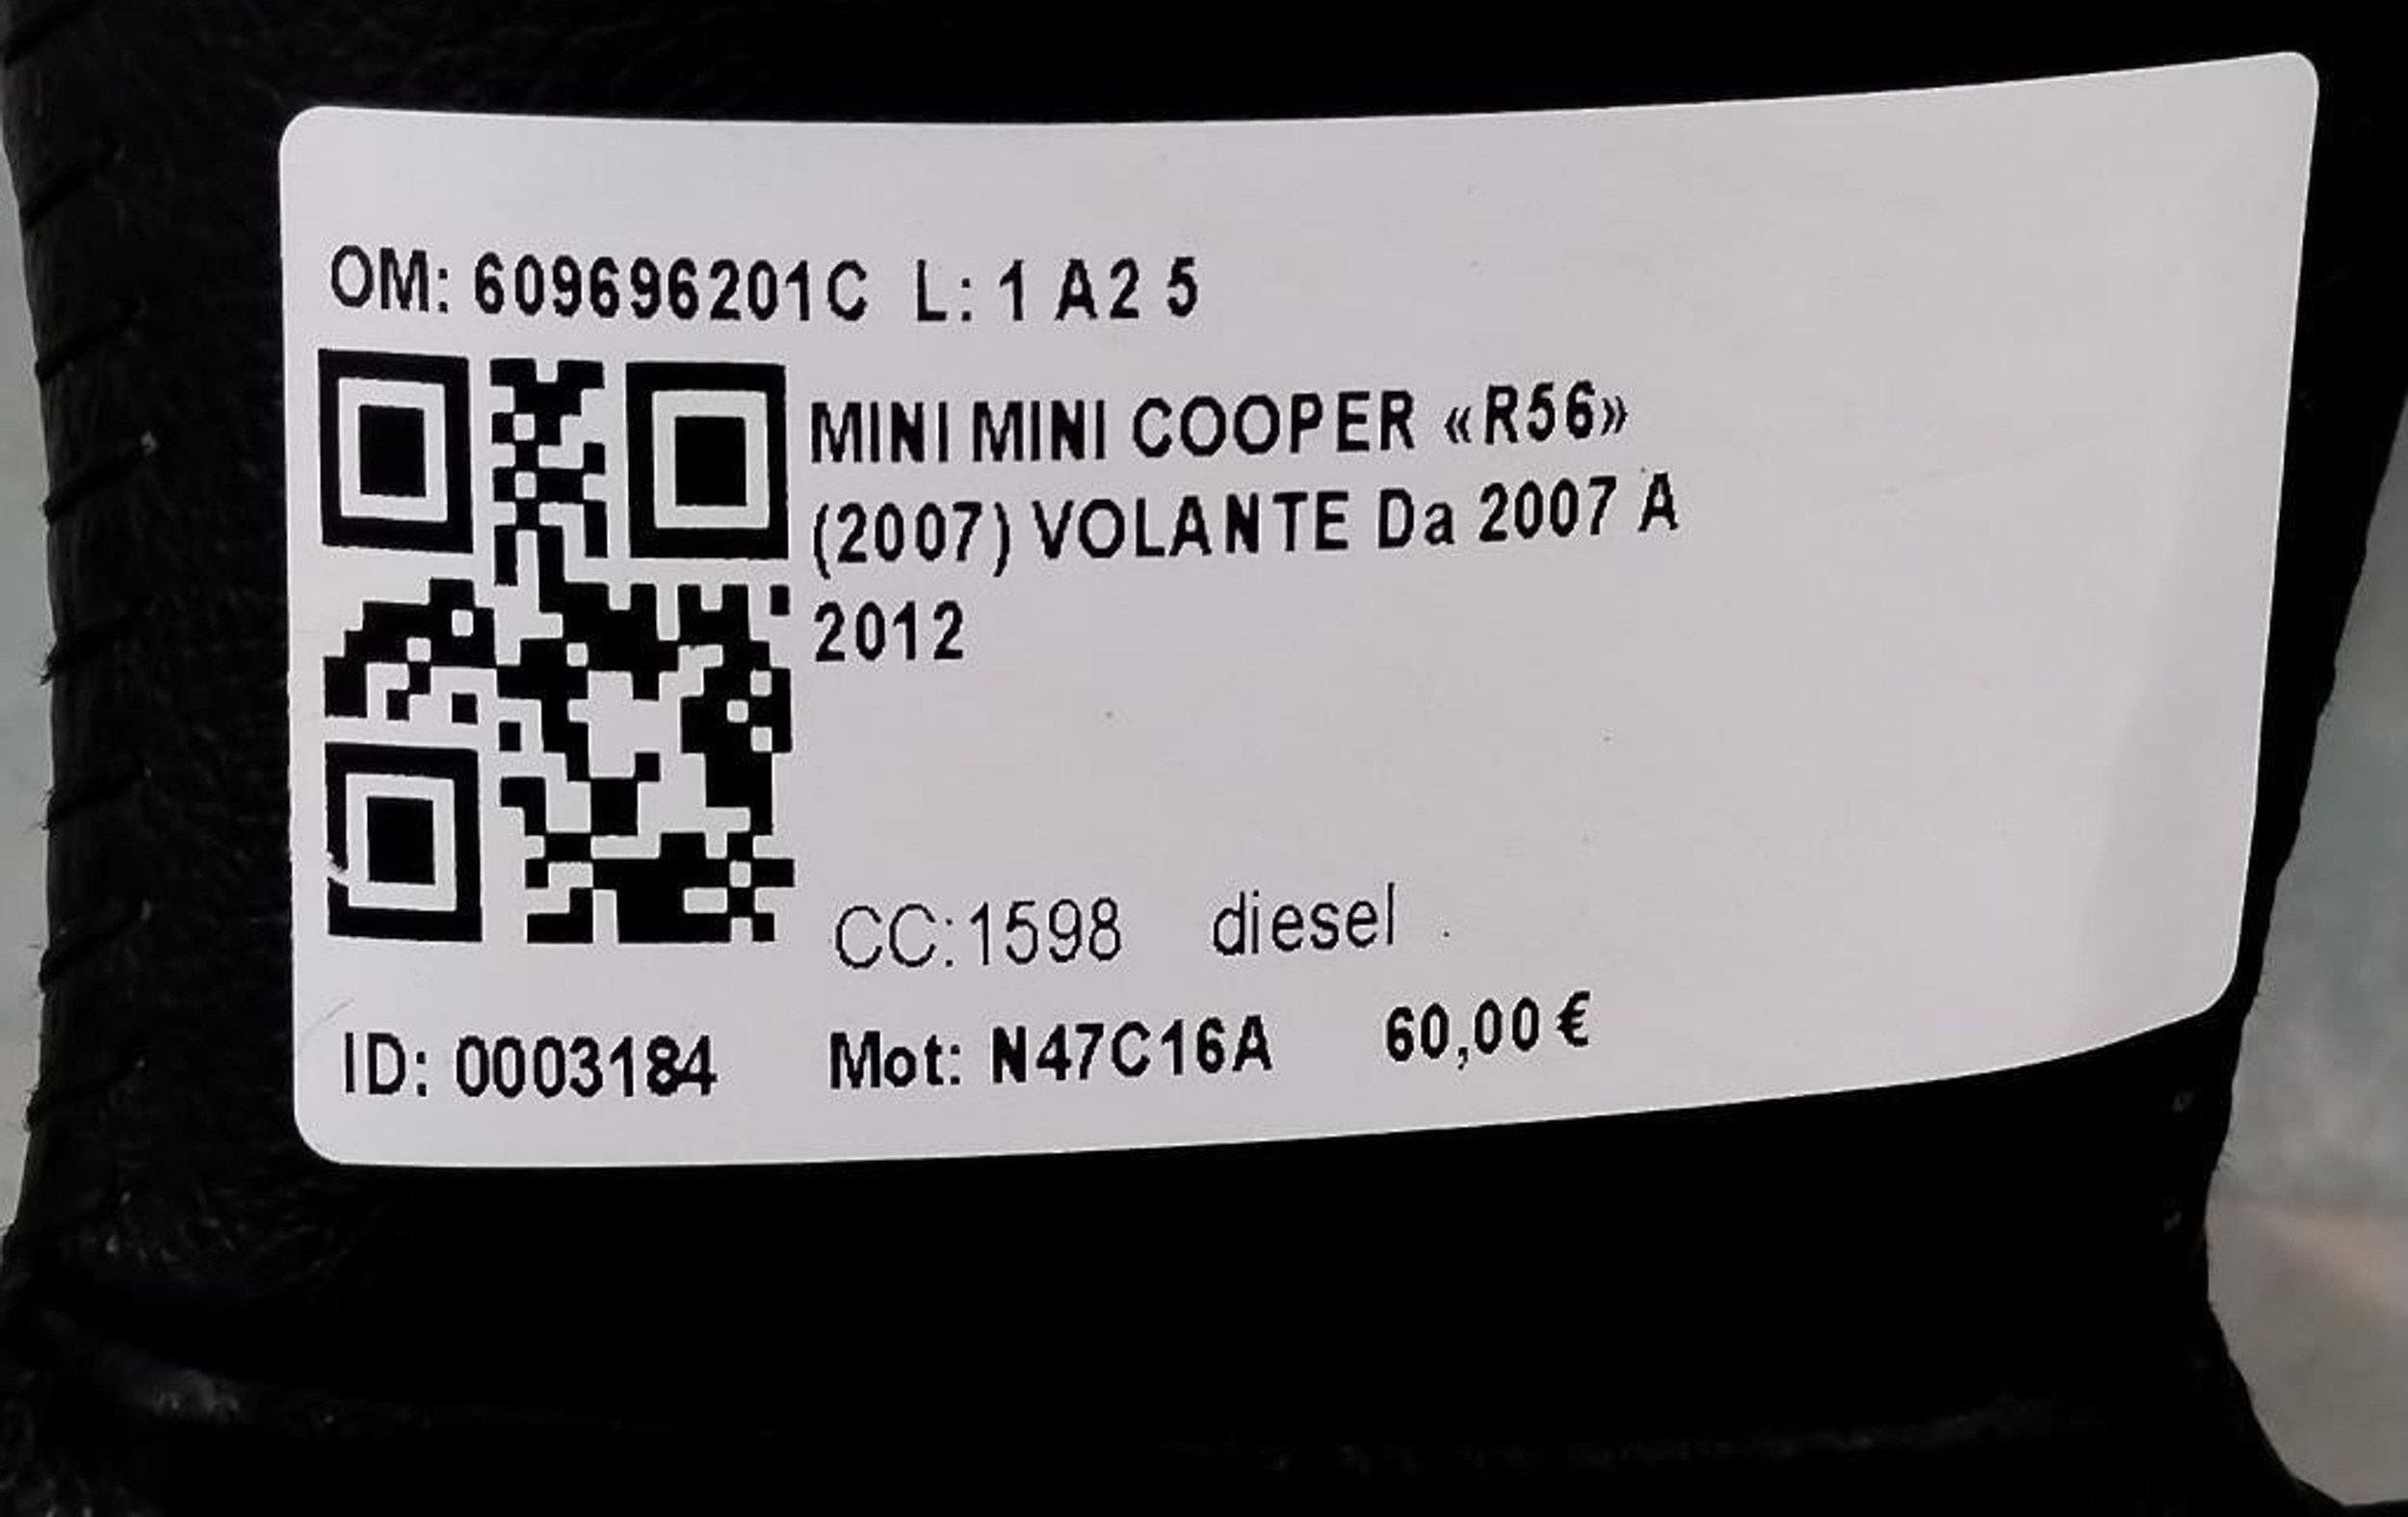 OM: 609696201C L: 1 A2 5
MINI MINI COOPER «R56»
(2007) VOLANTE Da 2007 A
2012
CC:1598 diesel
ID: 0003184 Mot: N47C16A 60,00 €